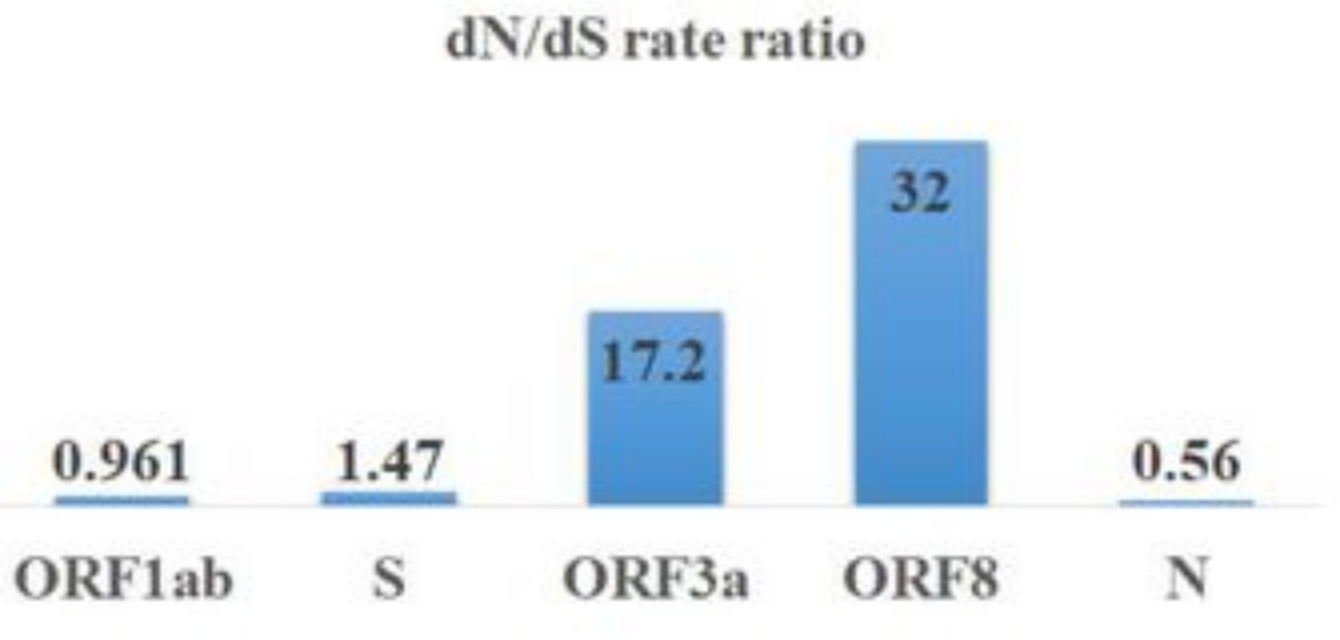 dN/dS rate ratio
32
17.2
0.961 1.47 0.56
ORF1ab S ORF3a ORF8 N